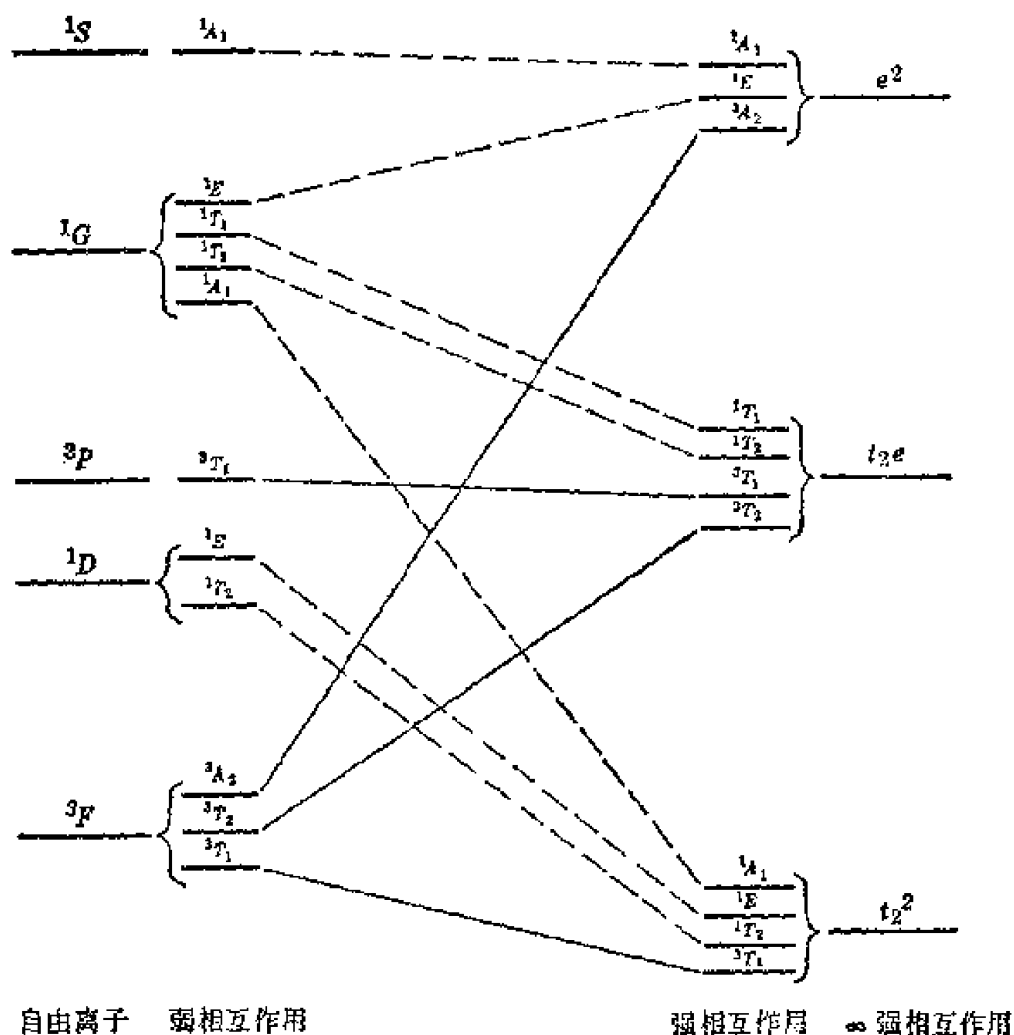 ¹S ¹A₁
¹A₁
¹E
³A₂
e²
¹G
¹E
¹T₁
¹T₂
¹A₁
¹T₁
¹T₂
³T₁
³T₂
t₂e
³P ³T₁
¹D
¹E
¹T₂
³F
³A₂
³T₂
³T₁
¹A₁
¹E
¹T₂
³T₁
t₂²
自由离子 弱相互作用 强相互作用 ∞ 强相互作用